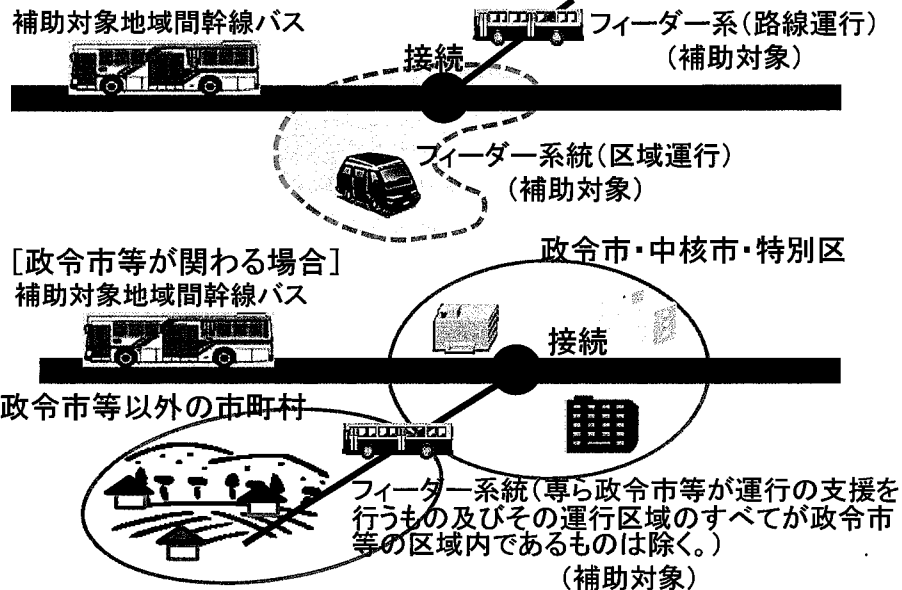 補助対象地域間幹線バス
フィーダー系(路線運行)
(補助対象)
接続
フィーダー系統(区域運行)
(補助対象)
[政令市等が関わる場合]
補助対象地域間幹線バス
政令市・中核市・特別区
接続
政令市等以外の市町村
フィーダー系統(専ら政令市等が運行の支援を
行うもの及びその運行区域のすべてが政令市
等の区域内であるものは除く。)
(補助対象)